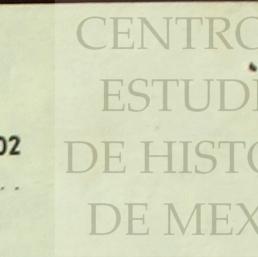 CENTRO
ESTUDI
DE HISTO
DE MEX
02